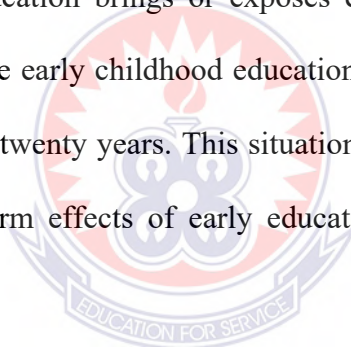 cation brings or exposes
e early childhood education
twenty years. This situation
rm effects of early educat
EDUCATION FOR SERVICE